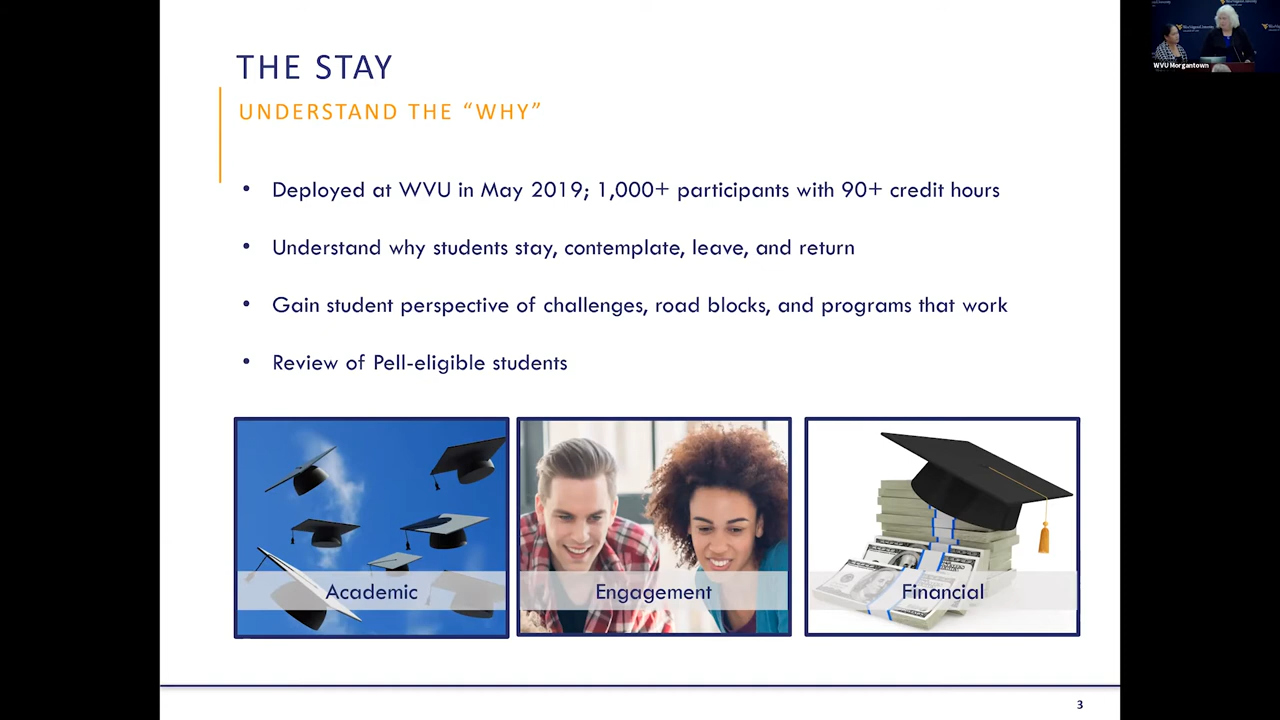 THE STAY
UNDERSTAND THE “WHY”
• Deployed at WVU in May 2019; 1,000+ participants with 90+ credit hours
• Understand why students stay, contemplate, leave, and return
• Gain student perspective of challenges, road blocks, and programs that work
• Review of Pell-eligible students
Academic
Engagement
Financial
3
WVU Morgantown